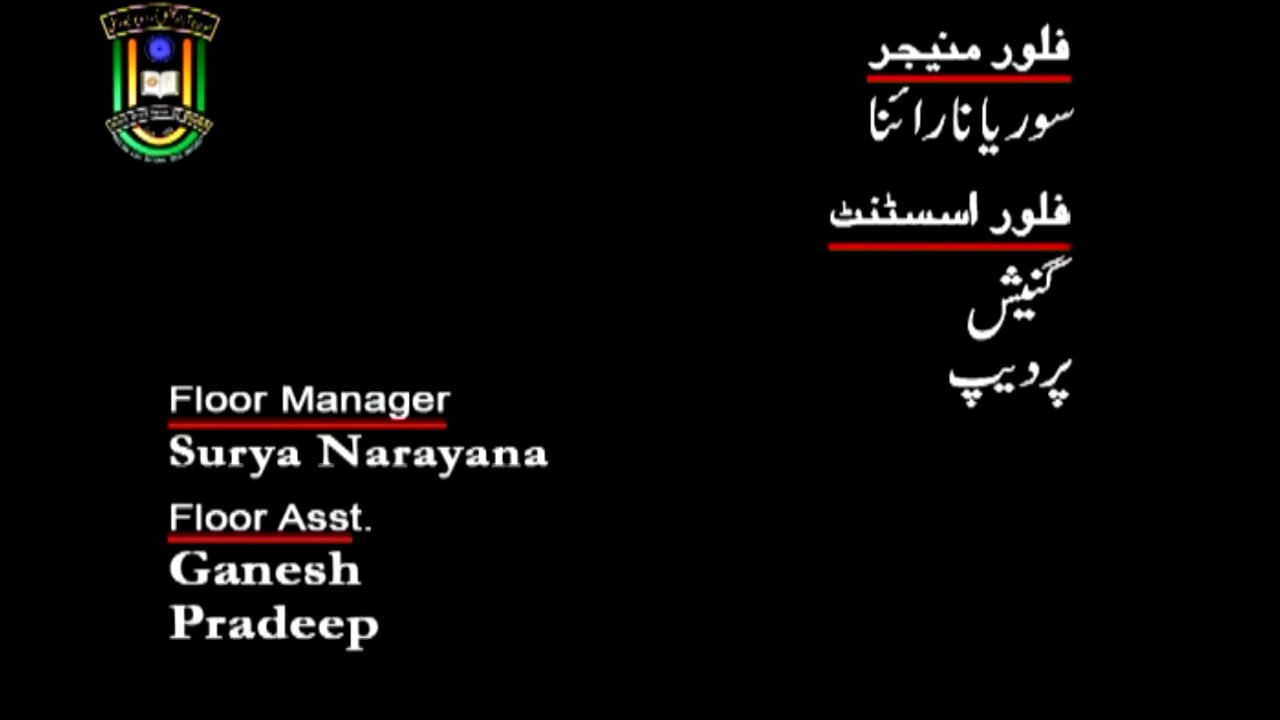 فلور منیجر
سوریا نارائنا
فلور اسسٹنٹ
گنیش
پردیپ
Floor Manager
Surya Narayana
Floor Asst.
Ganesh
Pradeep